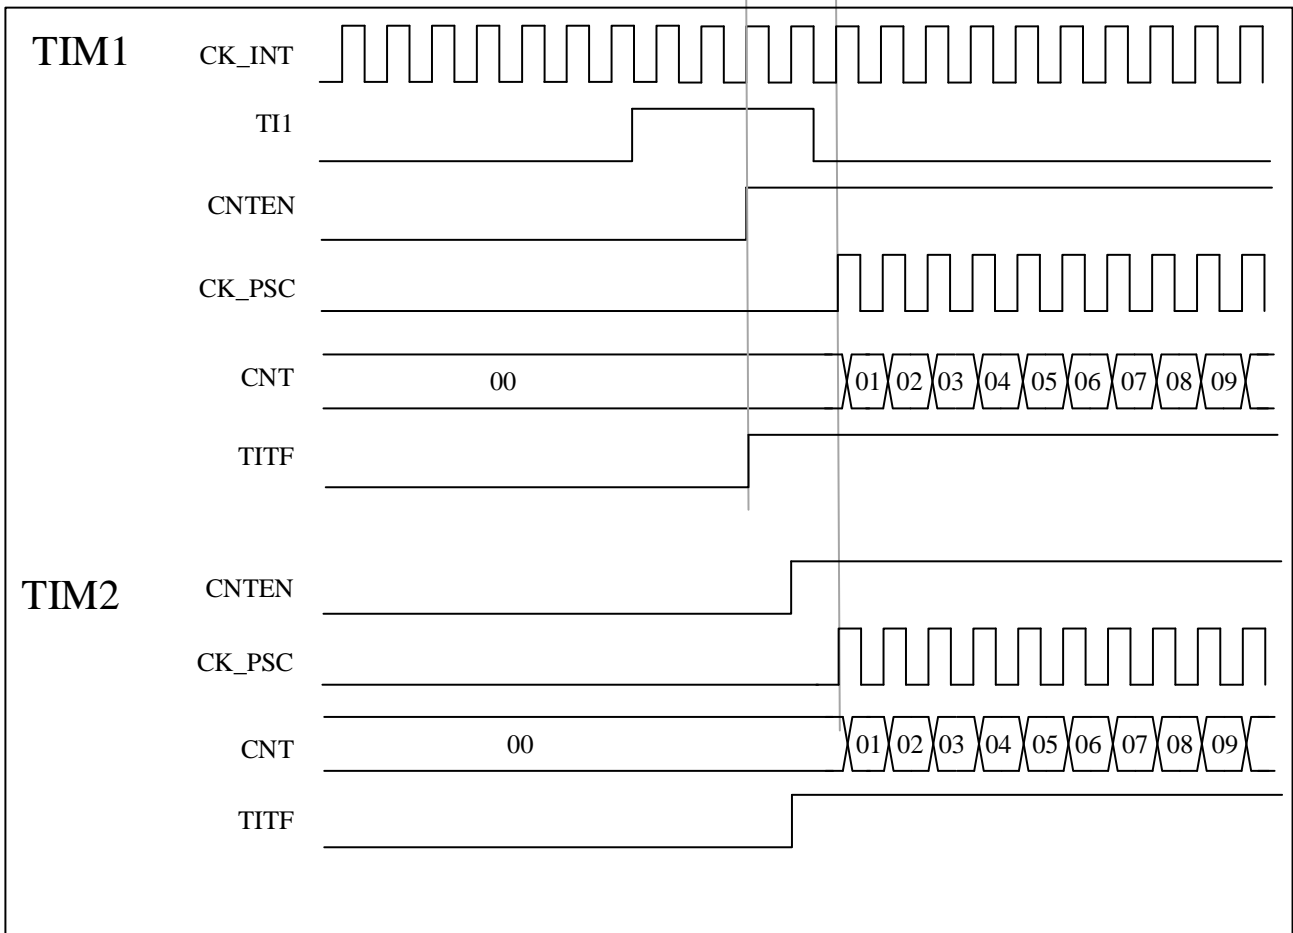 TIM1
CK_INT
TI1
CNTEN
CK_PSC
CNT 00 01 02 03 04 05 06 07 08 09
TITF
TIM2
CNTEN
CK_PSC
CNT 00 01 02 03 04 05 06 07 08 09
TITF